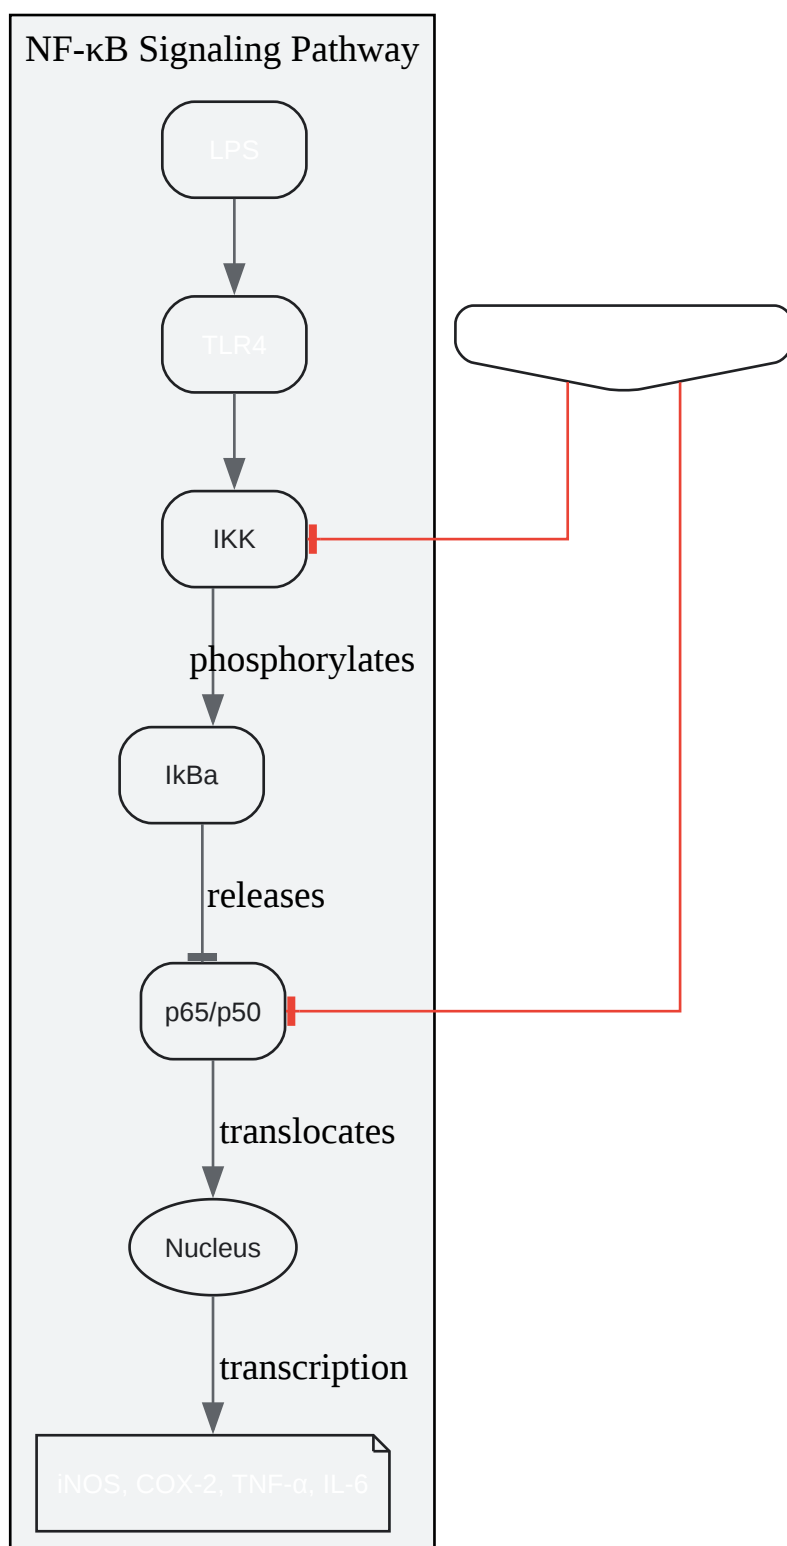 NF-κB Signaling Pathway
LPS
TLR4
IKK
phosphorylates
IkBa
releases
p65/p50
translocates
Nucleus
transcription
iNOS, COX-2, TNF-α, IL-6